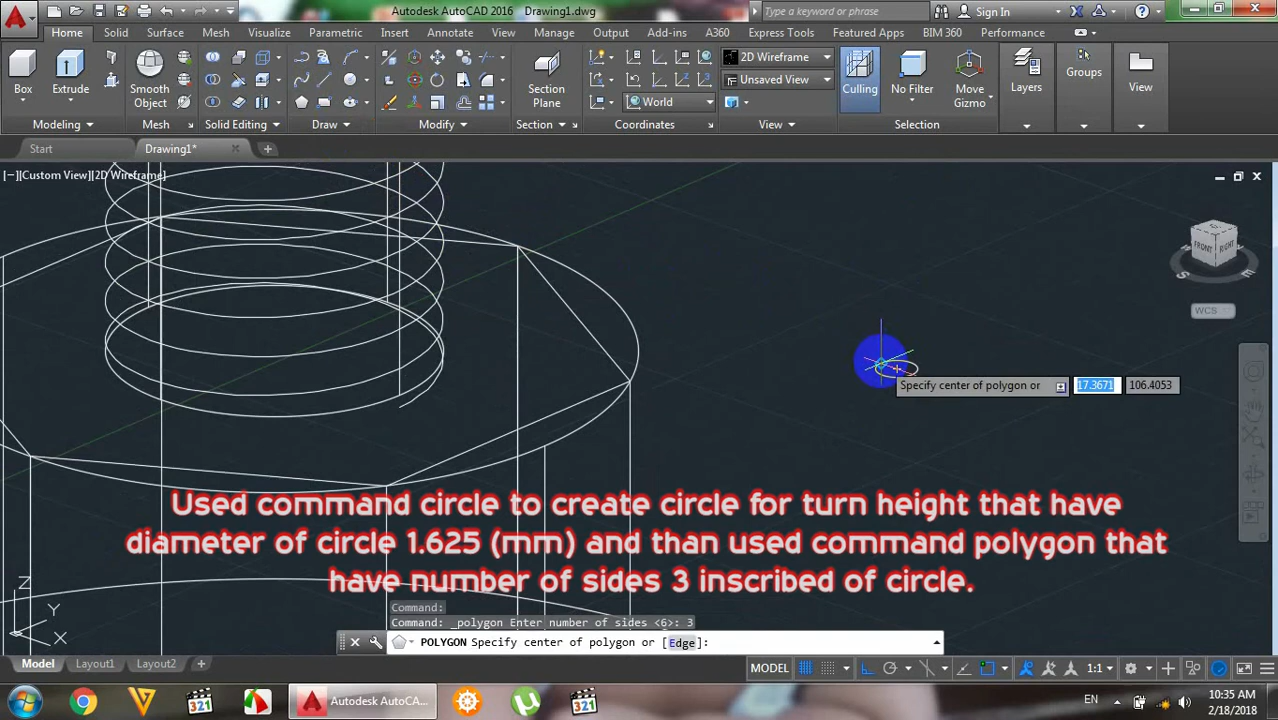 Autodesk AutoCAD 2016 Drawing1.dwg
Type a keyword or phrase
Sign In
Home Solid Surface Mesh Visualize Parametric Insert Annotate View Manage Output Add-ins A360 Express Tools Featured Apps BIM 360 Performance
Box
Extrude
Smooth
Object
Section
Plane
2D Wireframe
Unsaved View
World
Culling
No Filter
Move
Gizmo
Layers
Groups
View
Modeling Mesh Solid Editing Draw Modify Section Coordinates View Selection
Start Drawing1*
[−][Custom View][2D Wireframe]
FRONT
RIGHT
S
E
WCS
Specify center of polygon or 17.3671 106.4053
Used command circle to create circle for turn height that have
diameter of circle 1.625 (mm) and than used command polygon that
have number of sides 3 inscribed of circle.
Z
Y
X
Command:
Command: _polygon Enter number of sides <6>: 3
POLYGON Specify center of polygon or [Edge]:
Model Layout1 Layout2
MODEL
1:1
321
Autodesk AutoCAD...
321
EN
10:35 AM
2/18/2018